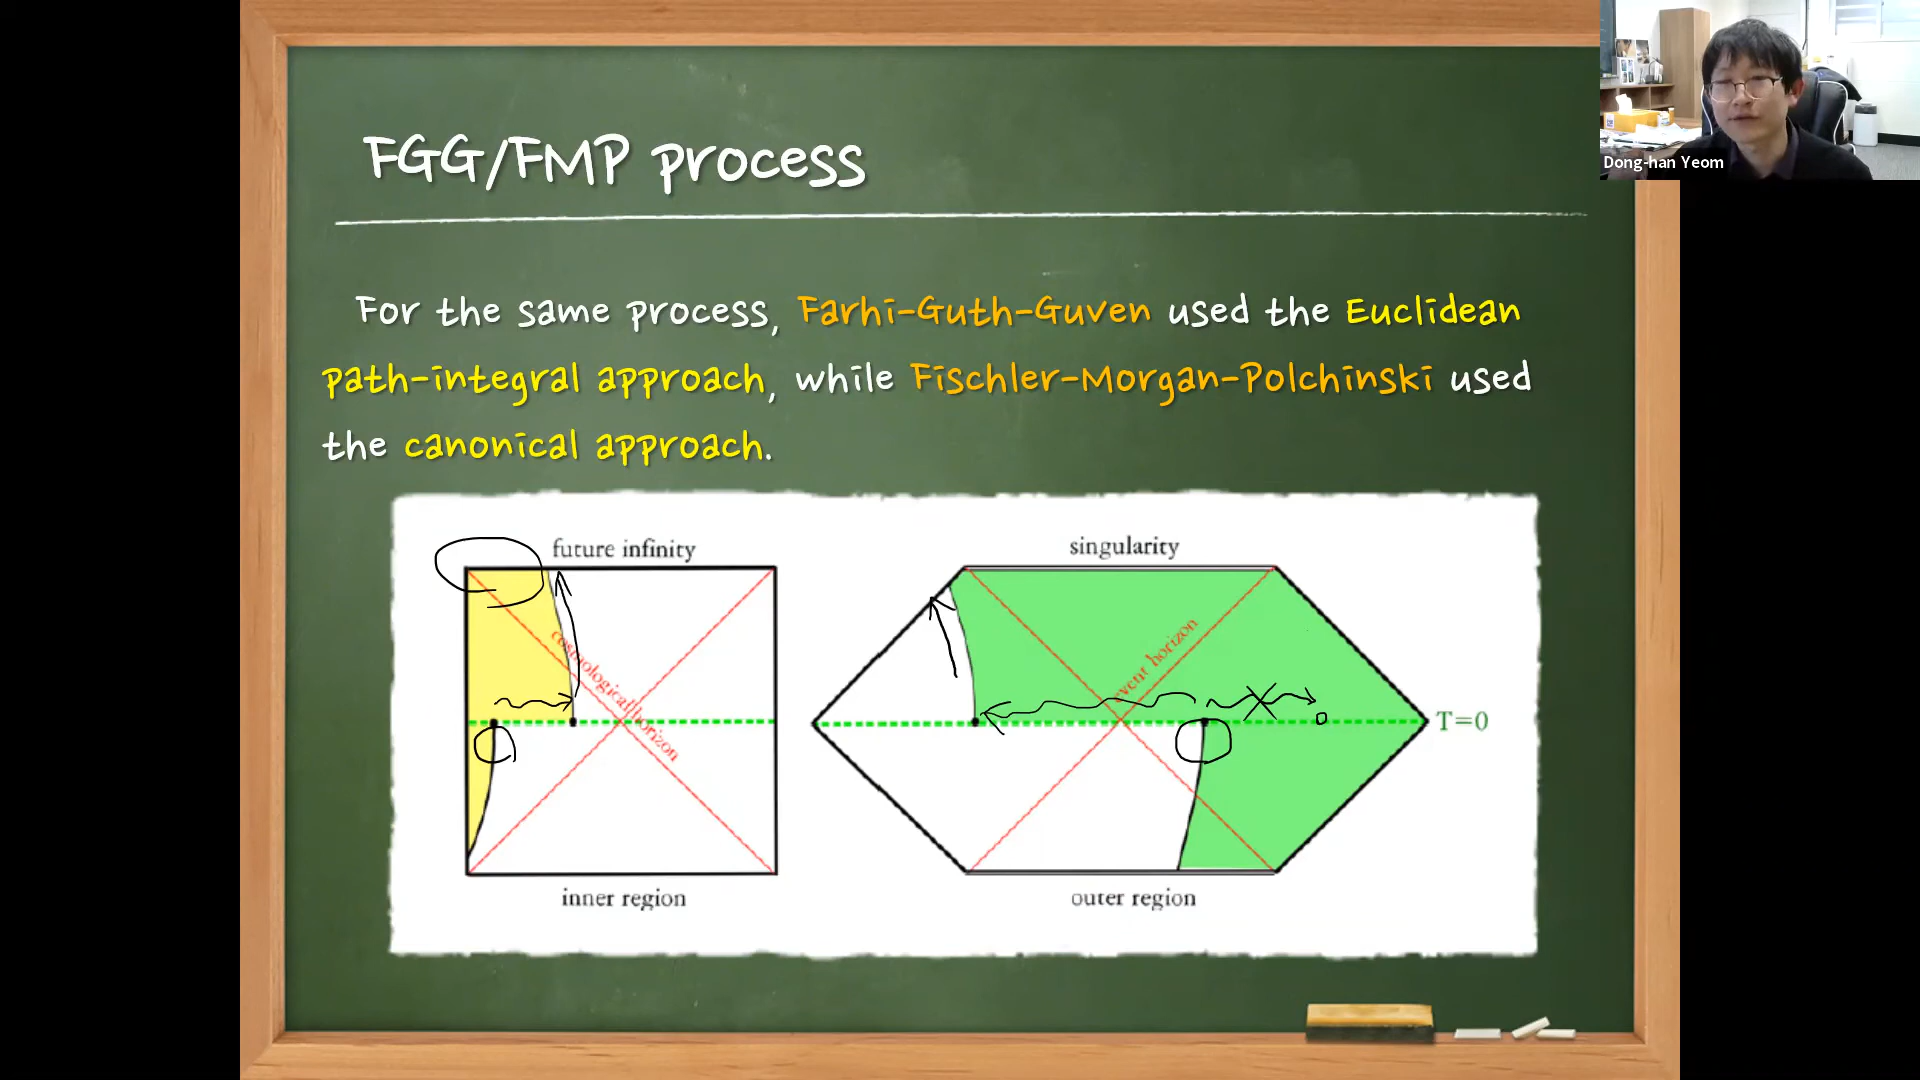 FGG/FMP process
Dong-han Yeom
For the same process, Farhi-Guth-Guven used the Euclidean
path-integral approach, while Fischler-Morgan-Polchinski used
the canonical approach.
future infinity
singularity
cosmological horizon
event horizon
T=0
inner region
outer region